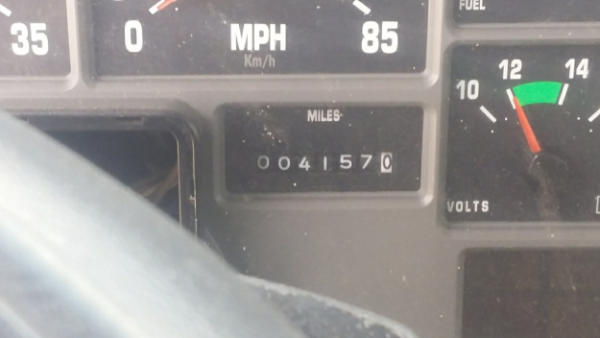 35
0
MPH
85
Km/h
FUEL
10
12
14
MILES
0041570
VOLTS